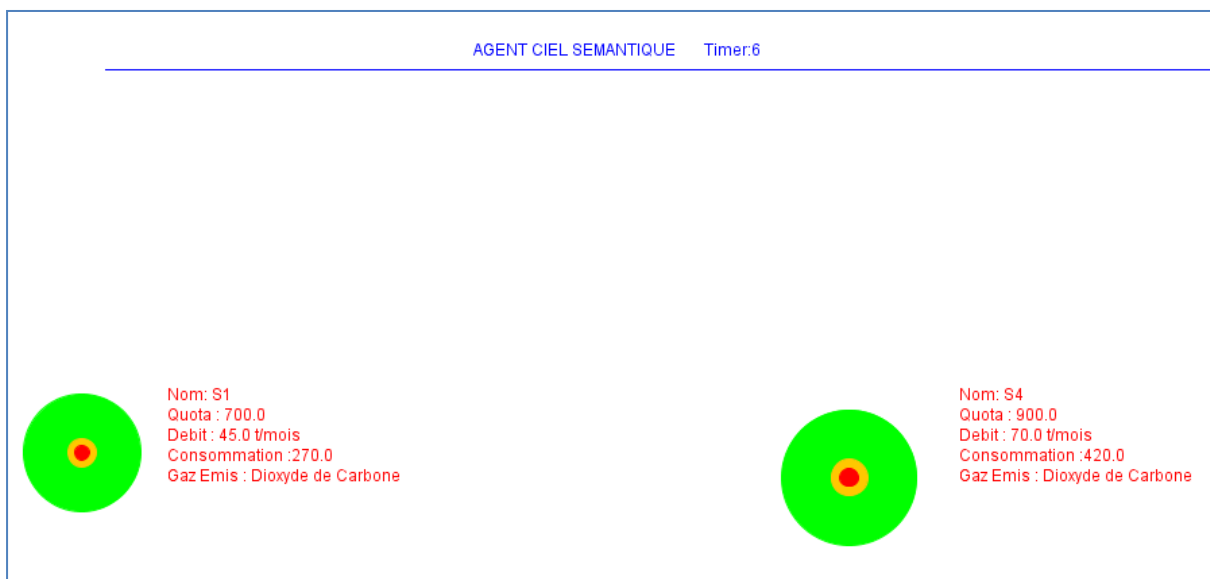 AGENT CIEL SEMANTIQUE Timer:6
Nom: S1
Quota : 700.0
Debit : 45.0 t/mois
Consommation :270.0
Gaz Emis : Dioxyde de Carbone
Nom: S4
Quota : 900.0
Debit : 70.0 t/mois
Consommation :420.0
Gaz Emis : Dioxyde de Carbone